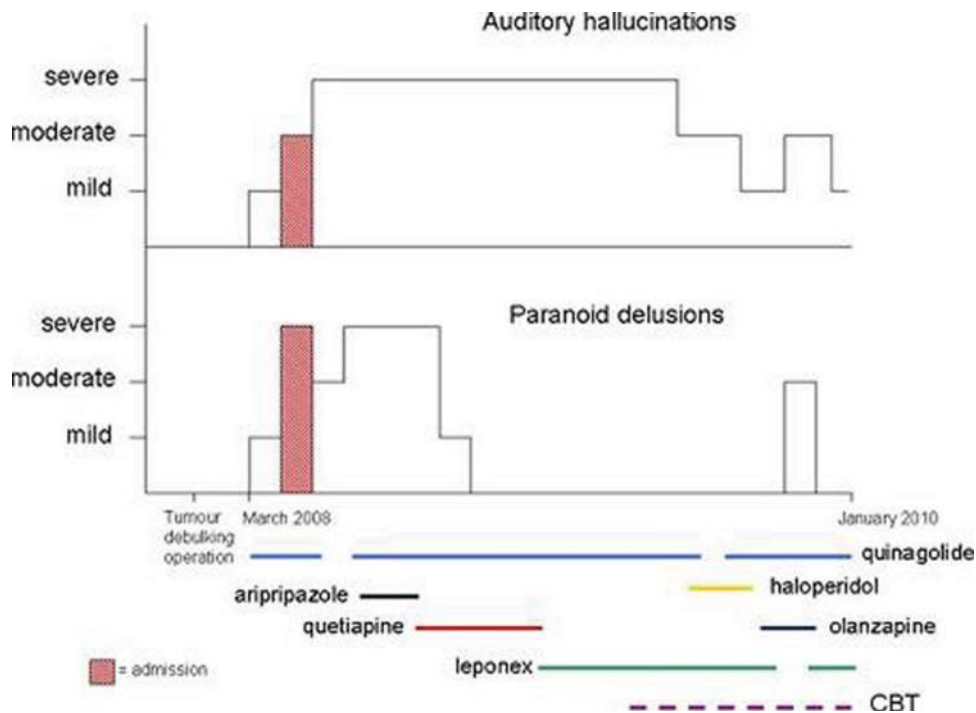 Auditory hallucinations
severe
moderate
mild
Paranoid delusions
severe
moderate
mild
Tumour
debulking
operation
March 2008
January 2010
quinagolide
haloperidol
aripripazole
quetiapine
olanzapine
leponex
= admission
CBT